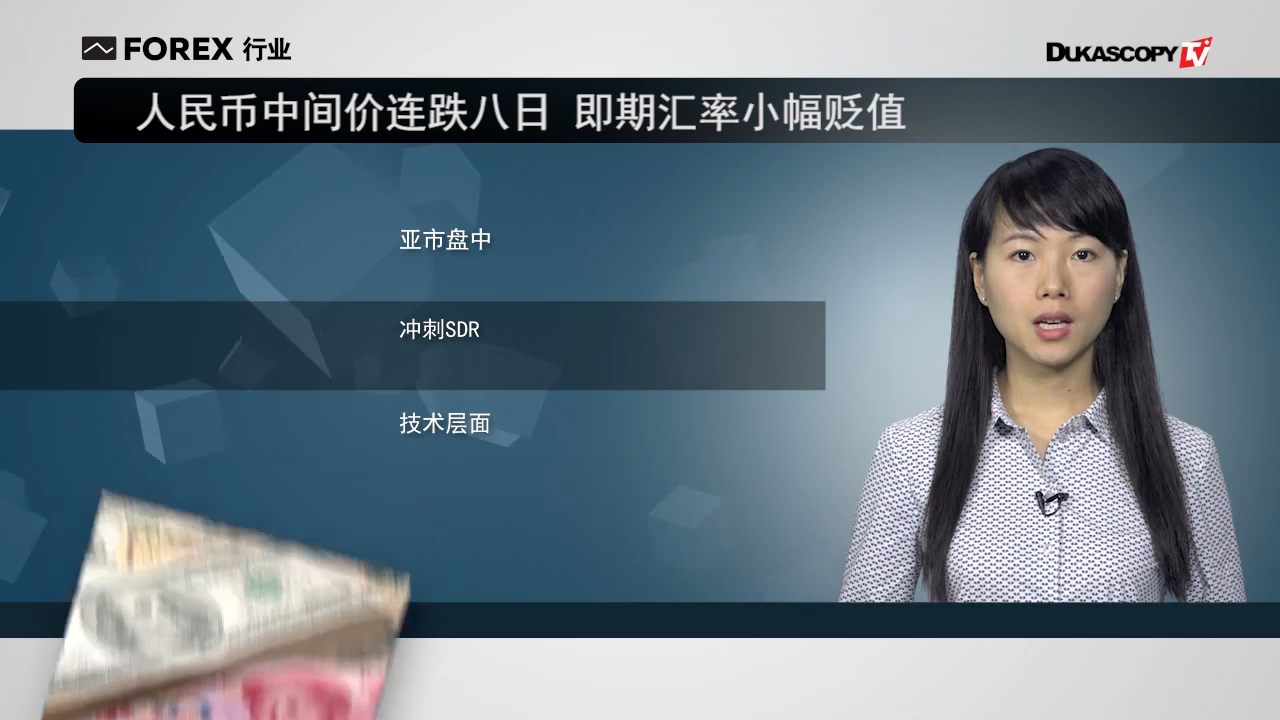 FOREX 行业
DUKASCOPY TV
人民币中间价连跌八日 即期汇率小幅贬值
亚市盘中
冲刺SDR
技术层面